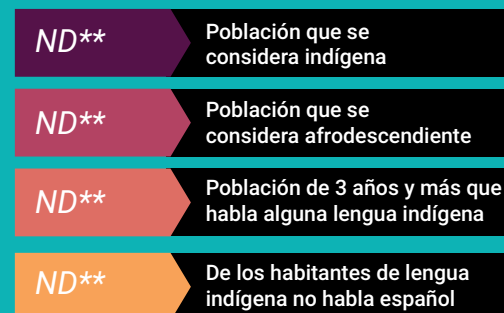 ND**
Población que se
considera indígena
ND**
Población que se
considera afrodescendiente
ND**
Población de 3 años y más que
habla alguna lengua indígena
ND**
De los habitantes de lengua
indígena no habla español